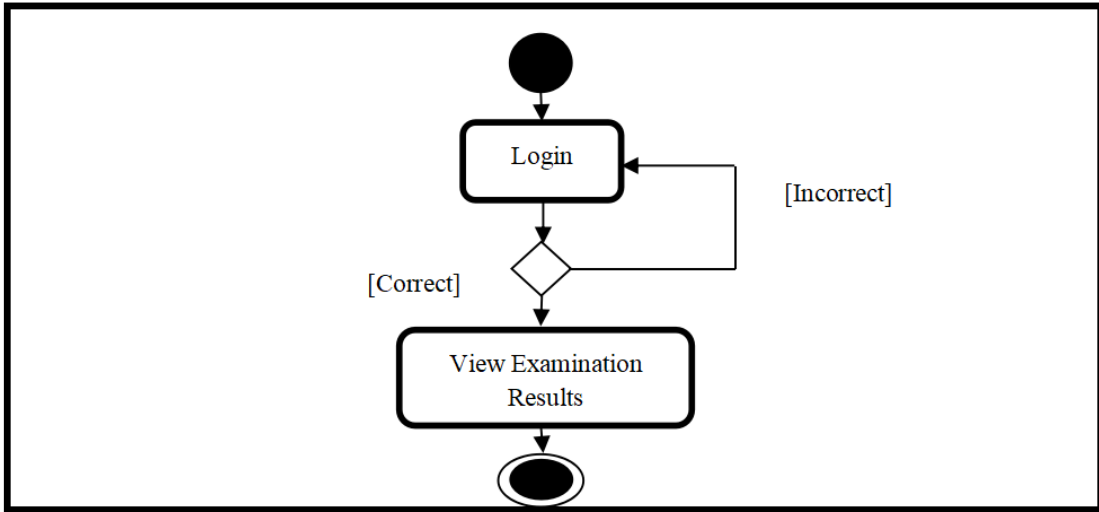 Login
[Incorrect]
[Correct]
View Examination
Results